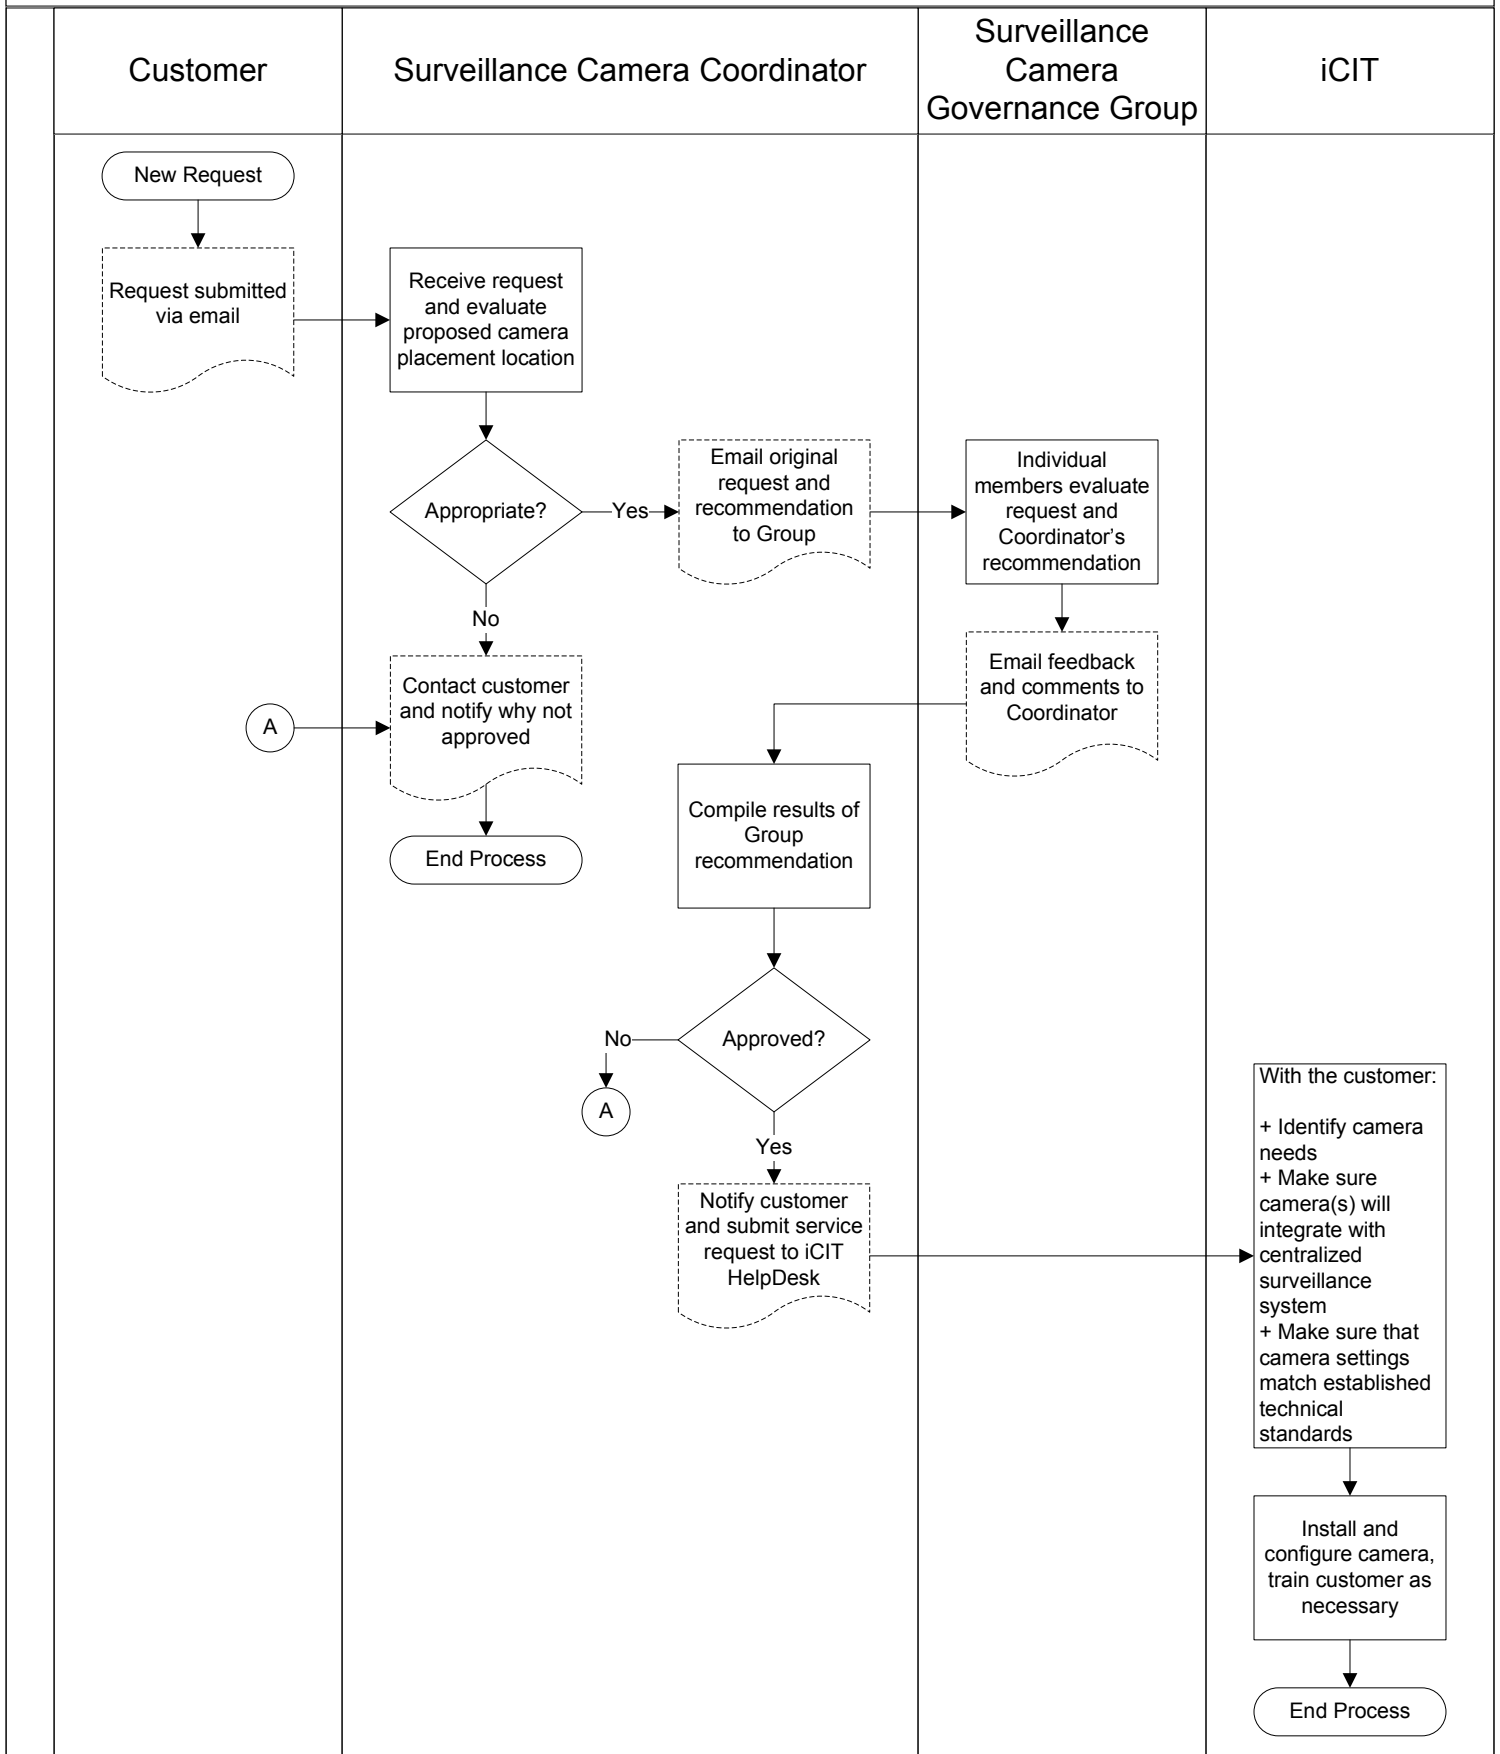 Customer
Surveillance Camera Coordinator
Surveillance
Camera
Governance Group
iCIT
New Request
Request submitted
via email
Receive request
and evaluate
proposed camera
placement location
Appropriate?
Yes
Email original
request and
recommendation
to Group
Individual
members evaluate
request and
Coordinator's
recommendation
No
Contact customer
and notify why not
approved
A
End Process
Email feedback
and comments to
Coordinator
Compile results of
Group
recommendation
Approved?
No
A
Yes
Notify customer
and submit service
request to iCIT
HelpDesk
With the customer:
+ Identify camera
needs
+ Make sure
camera(s) will
integrate with
centralized
surveillance
system
+ Make sure that
camera settings
match established
technical
standards
Install and
configure camera,
train customer as
necessary
End Process